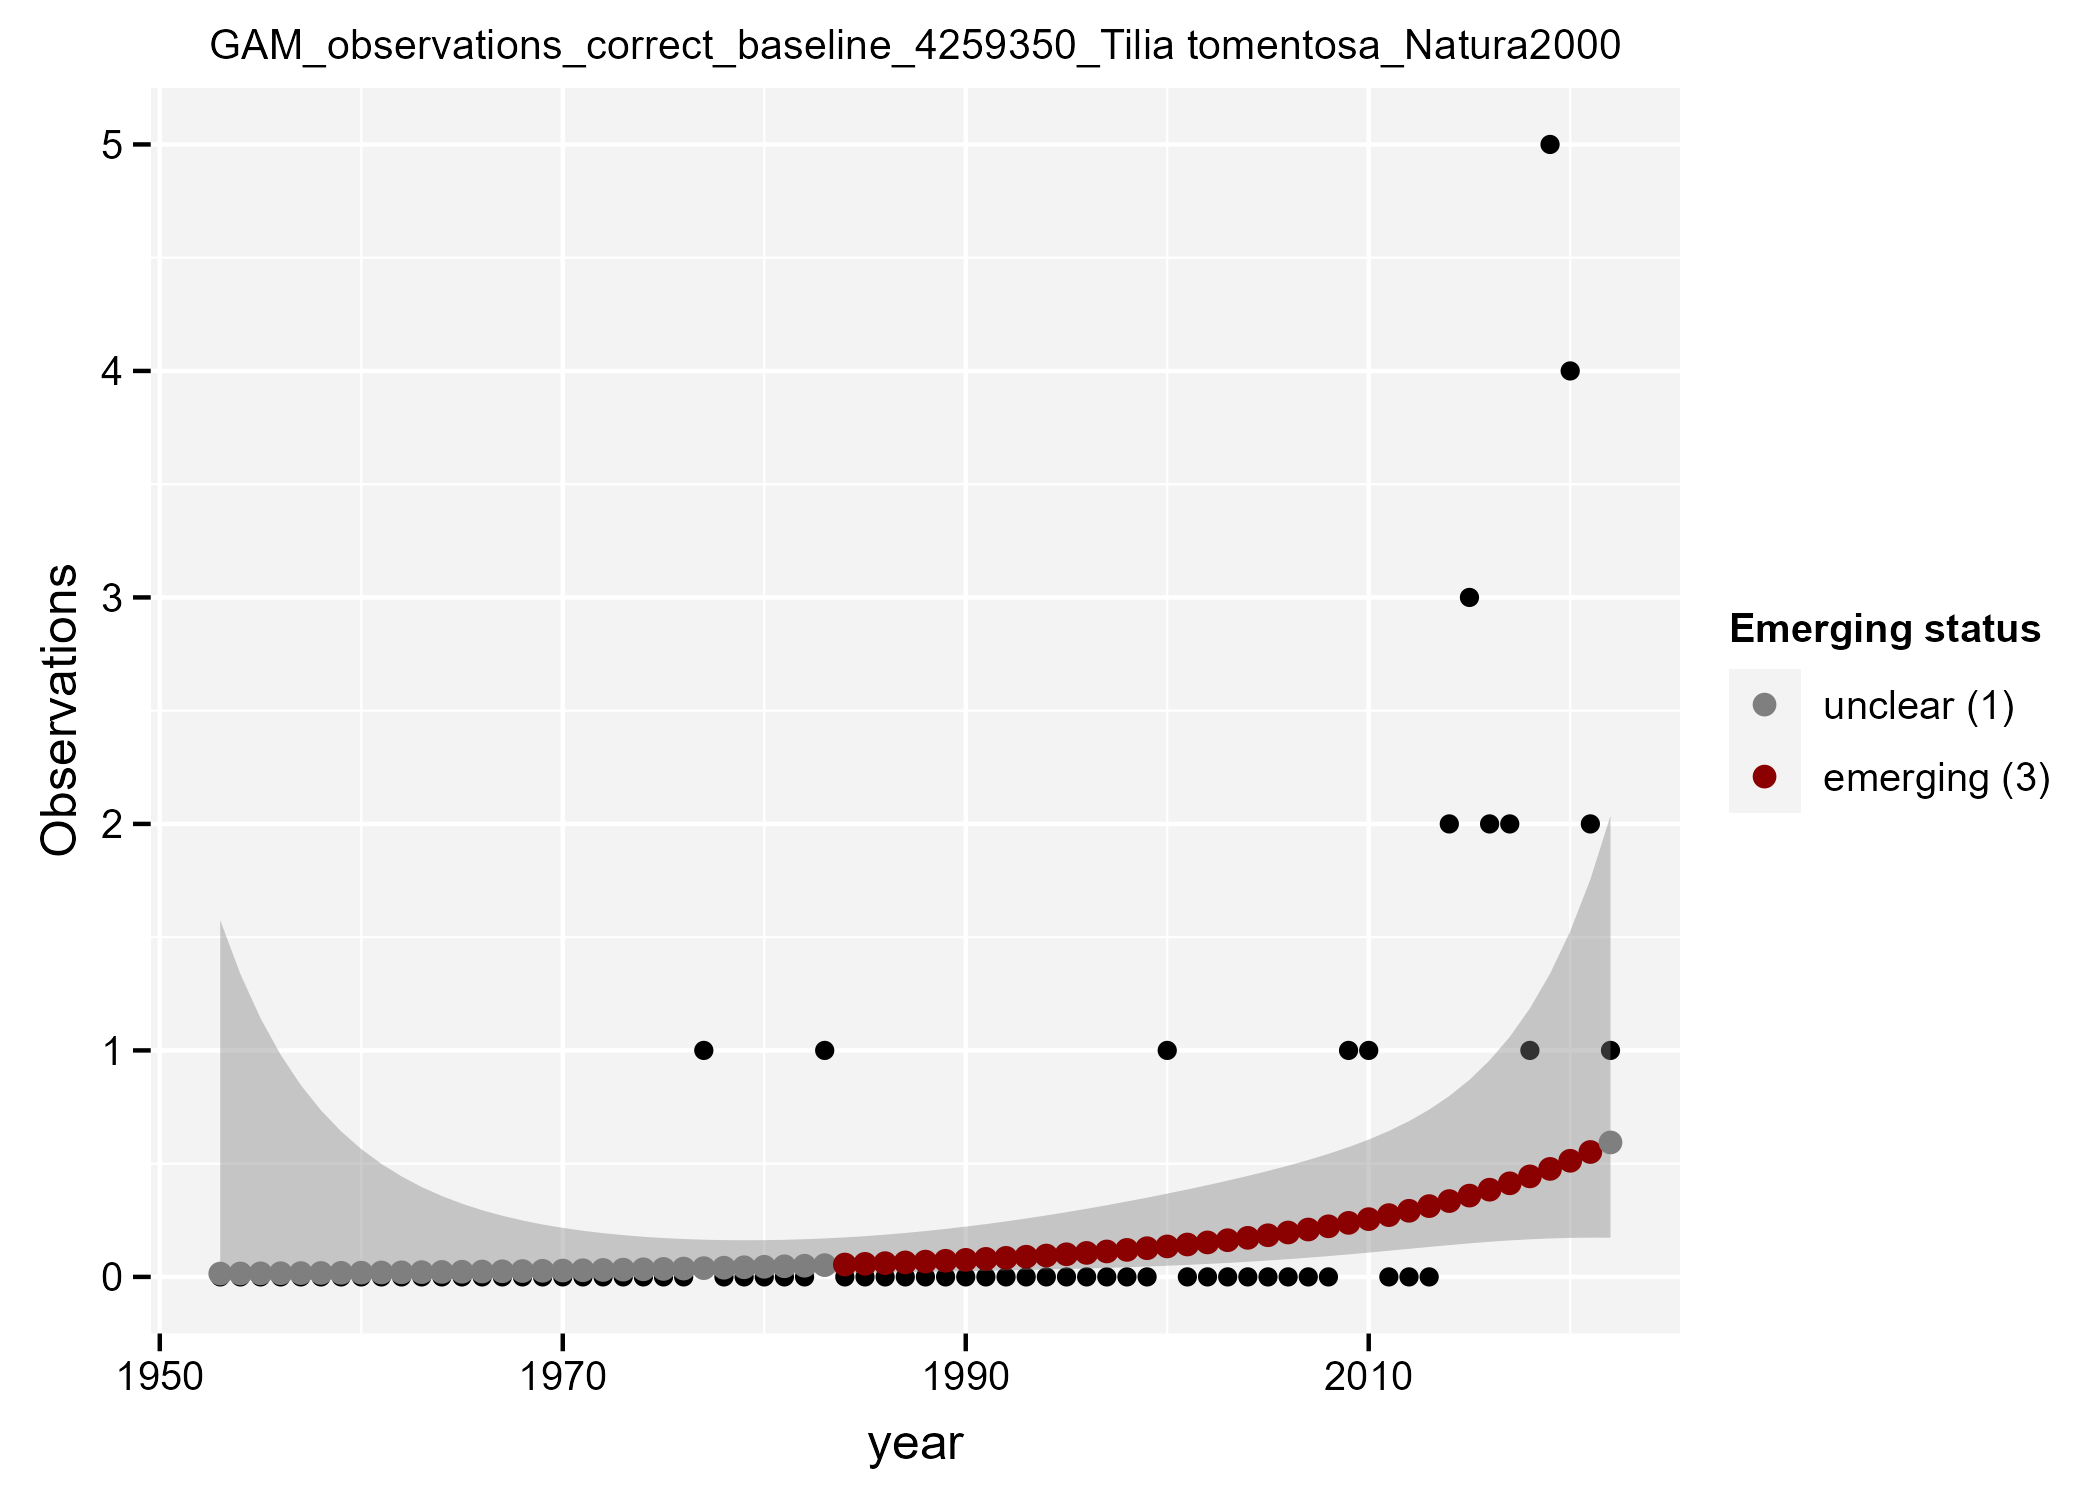 GAM_observations_correct_baseline_4259350_Tilia tomentosa_Natura2000
5
4
3
2
1
0
Observations
1950 1970 1990 2010
year
Emerging status
unclear (1)
emerging (3)